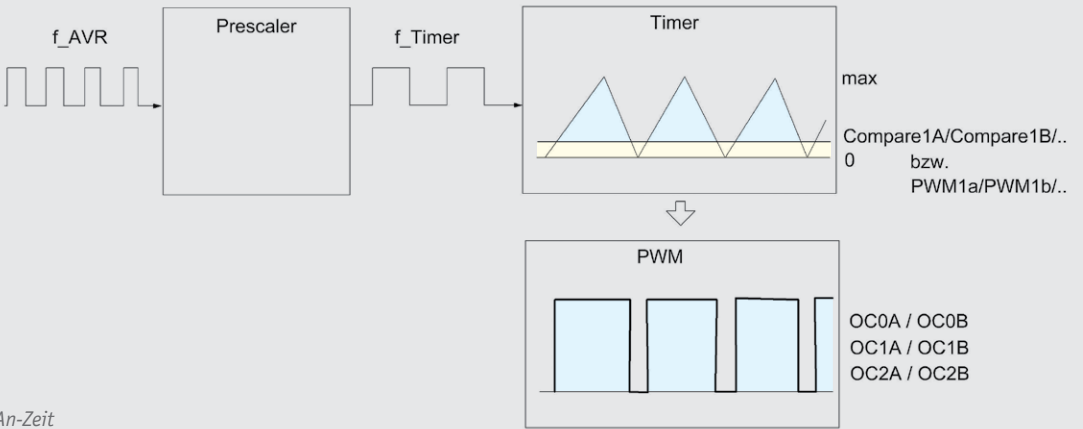 f_AVR
Prescaler
f_Timer
Timer
max
Compare1A/Compare1B/..
0 bzw.
PWM1a/PWM1b/..
PWM
OC0A / OC0B
OC1A / OC1B
OC2A / OC2B
An-Zeit